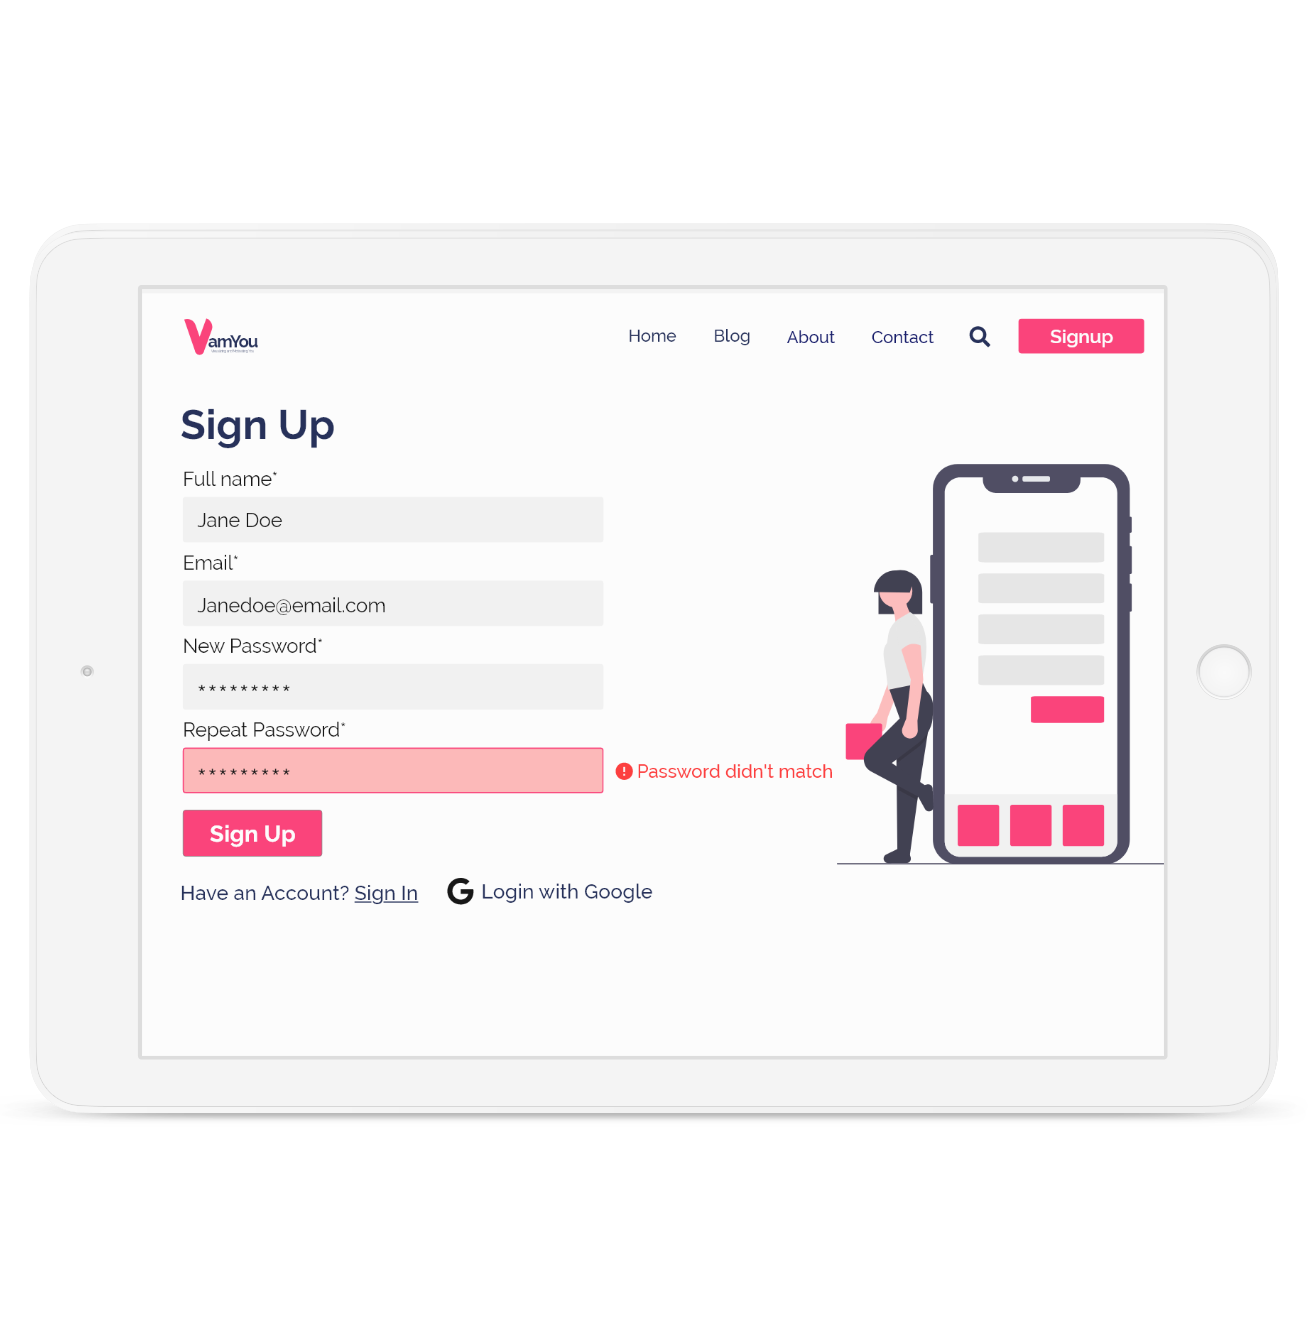 VamYou
Home Blog About Contact Signup
Sign Up
Full name*
Jane Doe
Email*
Janedoe@email.com
New Password*
*********
Repeat Password*
*********
Password didn't match
Sign Up
Have an Account? Sign In
G Login with Google